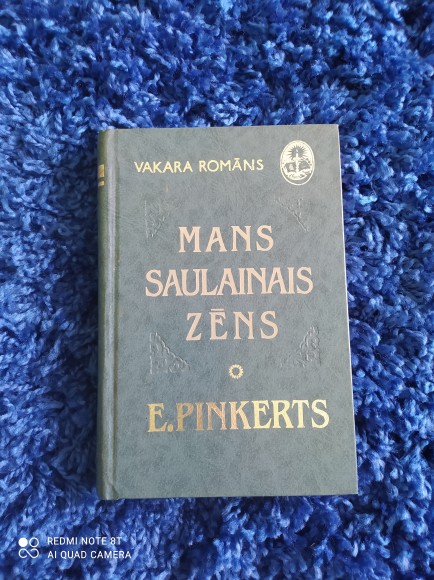 VAKARA ROMĀNS
MANS
SAULAINAIS
ZĒNS
E.PINKERTS
REDMI NOTE 8T
AI QUAD CAMERA